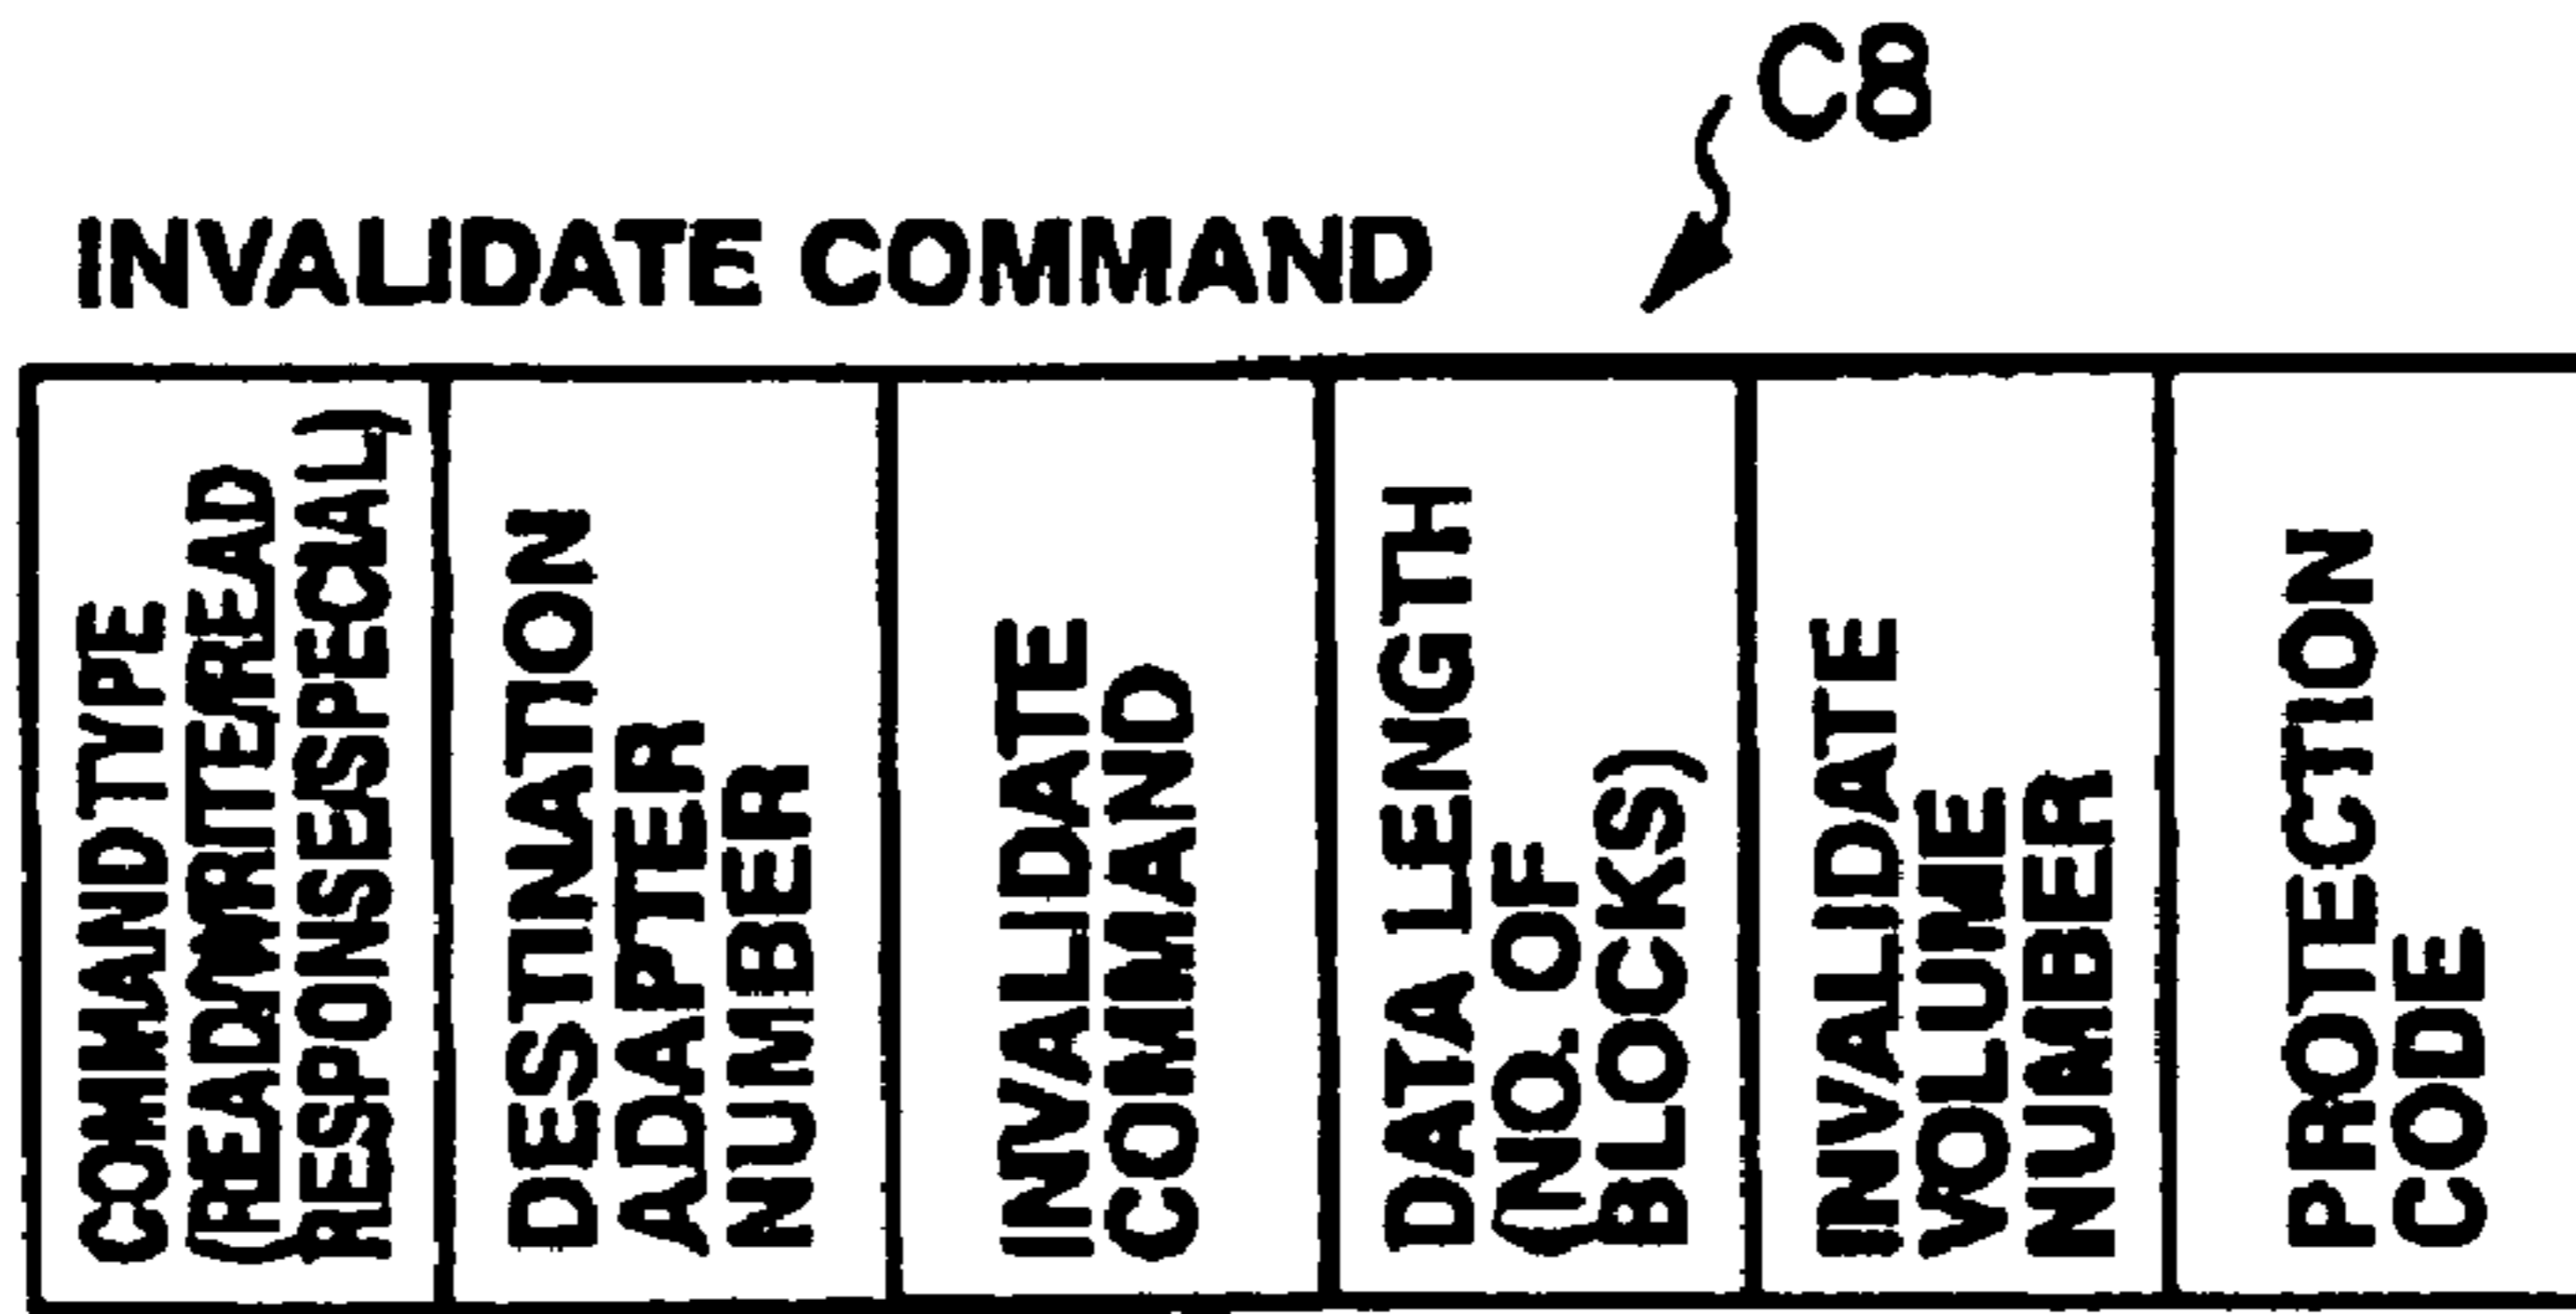 C8
INVALIDATE COMMAND
COMMAND TYPE
(READ/WRITE/READ
RESPONSE/SPECIAL)
DESTINATION
ADAPTER
NUMBER
INVALIDATE
COMMAND
DATA LENGTH
(NO. OF
BLOCKS)
INVALIDATE
VOLUME
NUMBER
PROTECTION
CODE